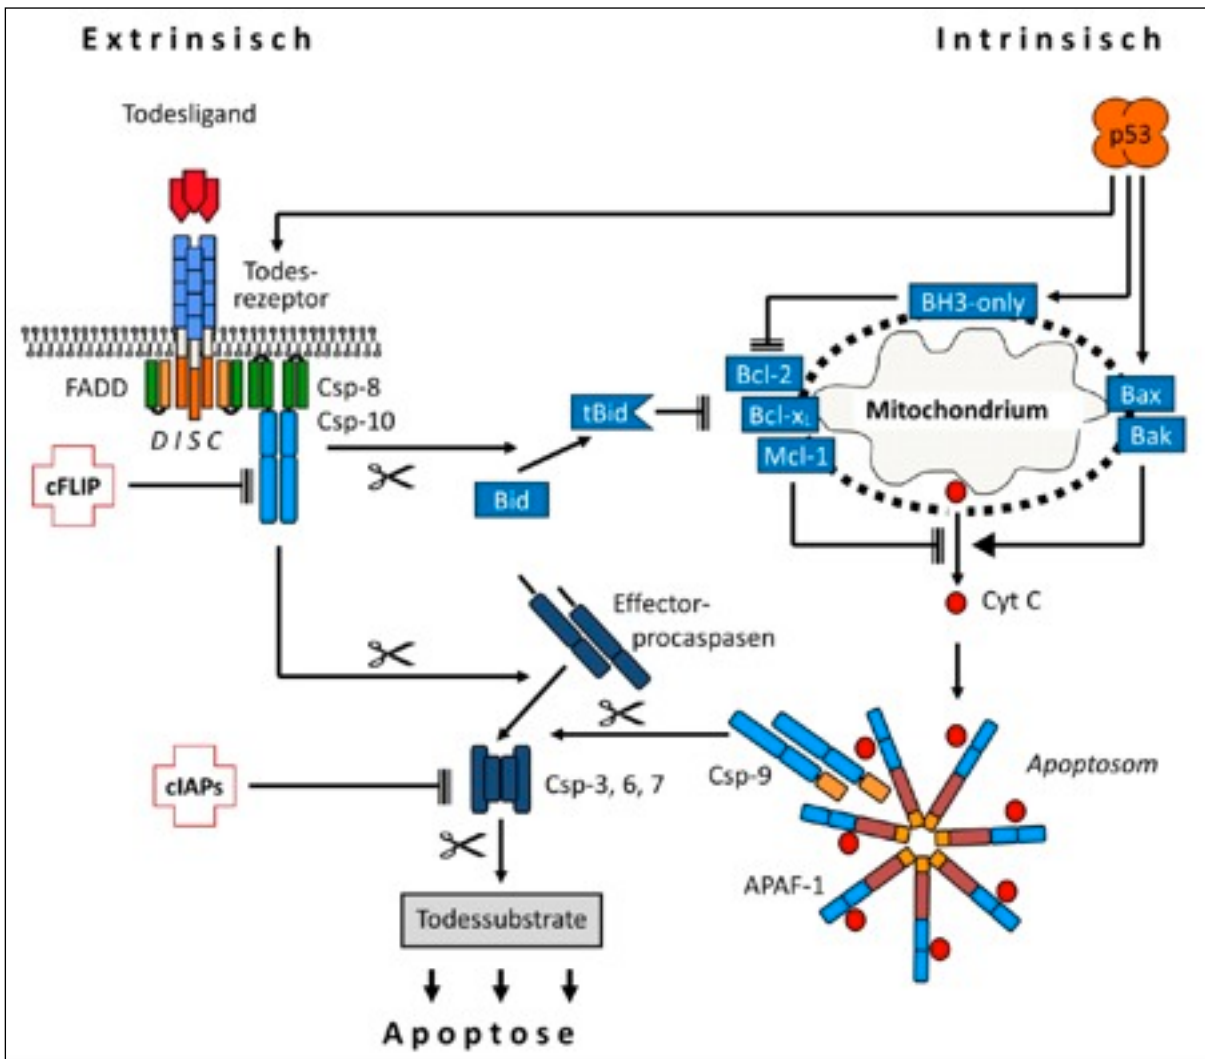 Extrinsisch
Intrinsisch
Todesligand
p53
Todes-
rezeptor
BH3-only
FADD
Csp-8
Csp-10
DISC
Bcl-2
tBid
Bcl-xL
Mcl-1
Mitochondrium
Bax
Bak
cFLIP
Bid
Cyt C
Effector-
procaspasen
Csp-9
Apoptosom
cIAPs
Csp-3, 6, 7
APAF-1
Todessubstrate
Apoptose